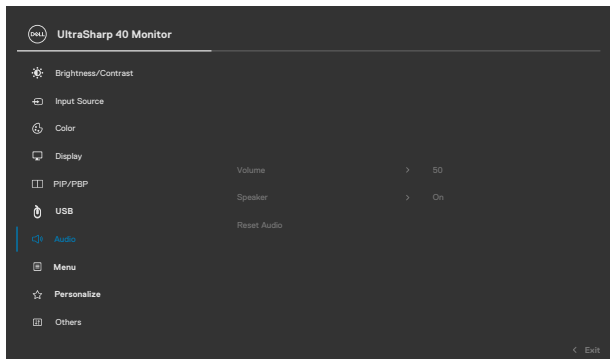 DELL UltraSharp 40 Monitor
Brightness/Contrast
Input Source
Color
Display
PIP/PBP
USB
Audio
Menu
Personalize
Others
Volume > 50
Speaker > On
Reset Audio
< Exit